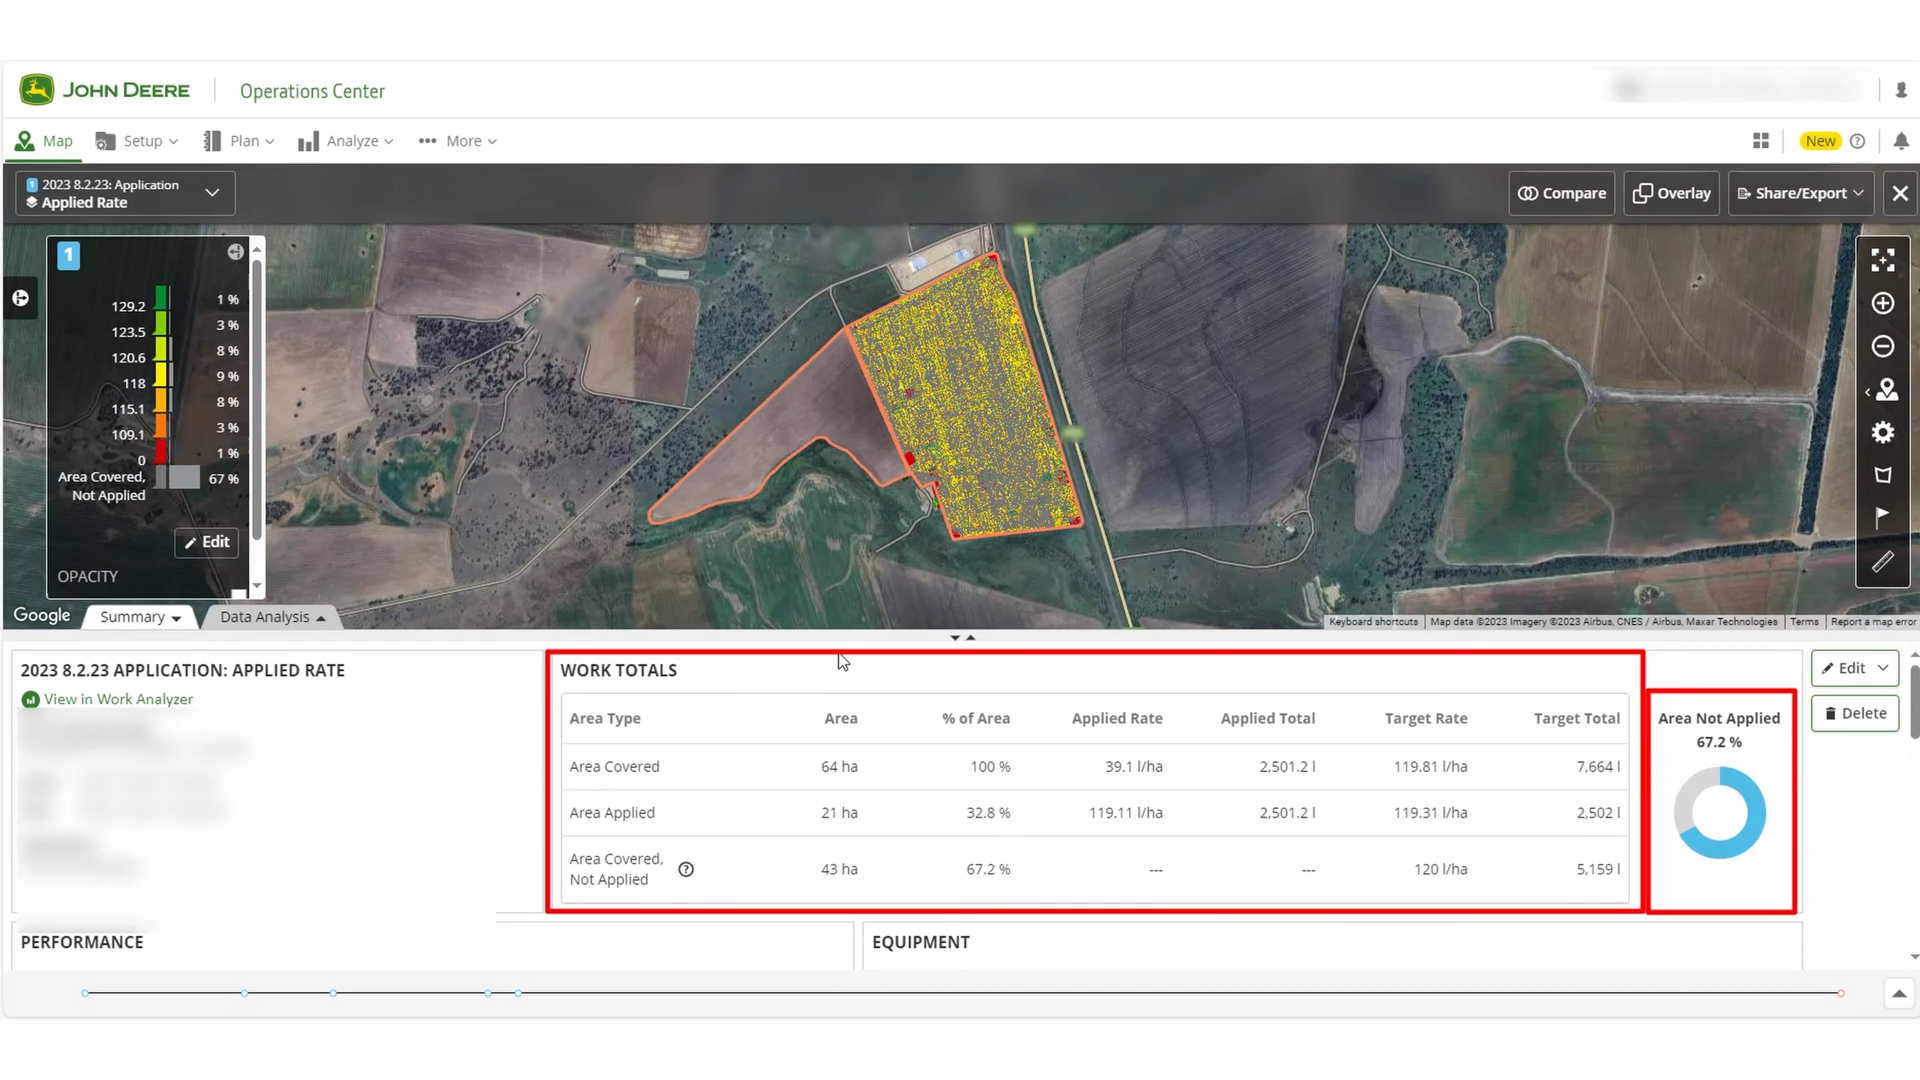 JOHN DEERE
Operations Center
Map
Setup
Plan
Analyze
More
New
1 2023 8.2.23: Application
Applied Rate
Compare
Overlay
Share/Export
1
129.2
1 %
123.5
3 %
120.6
8 %
118
9 %
115.1
8 %
109.1
3 %
0
1 %
Area Covered,
Not Applied
67 %
Edit
OPACITY
Google
Summary
Data Analysis
Keyboard shortcuts
Map data ©2023 Imagery ©2023 Airbus, CNES / Airbus, Maxar Technologies
Terms
Report a map error
2023 8.2.23 APPLICATION: APPLIED RATE
View in Work Analyzer
WORK TOTALS
Area Type Area % of Area Applied Rate Applied Total Target Rate Target Total
Area Covered 64 ha 100 % 39.1 l/ha 2,501.2 l 119.81 l/ha 7,664 l
Area Applied 21 ha 32.8 % 119.11 l/ha 2,501.2 l 119.31 l/ha 2,502 l
Area Covered,
Not Applied ? 43 ha 67.2 % --- --- 120 l/ha 5,159 l
Area Not Applied
67.2 %
Edit
Delete
PERFORMANCE
EQUIPMENT